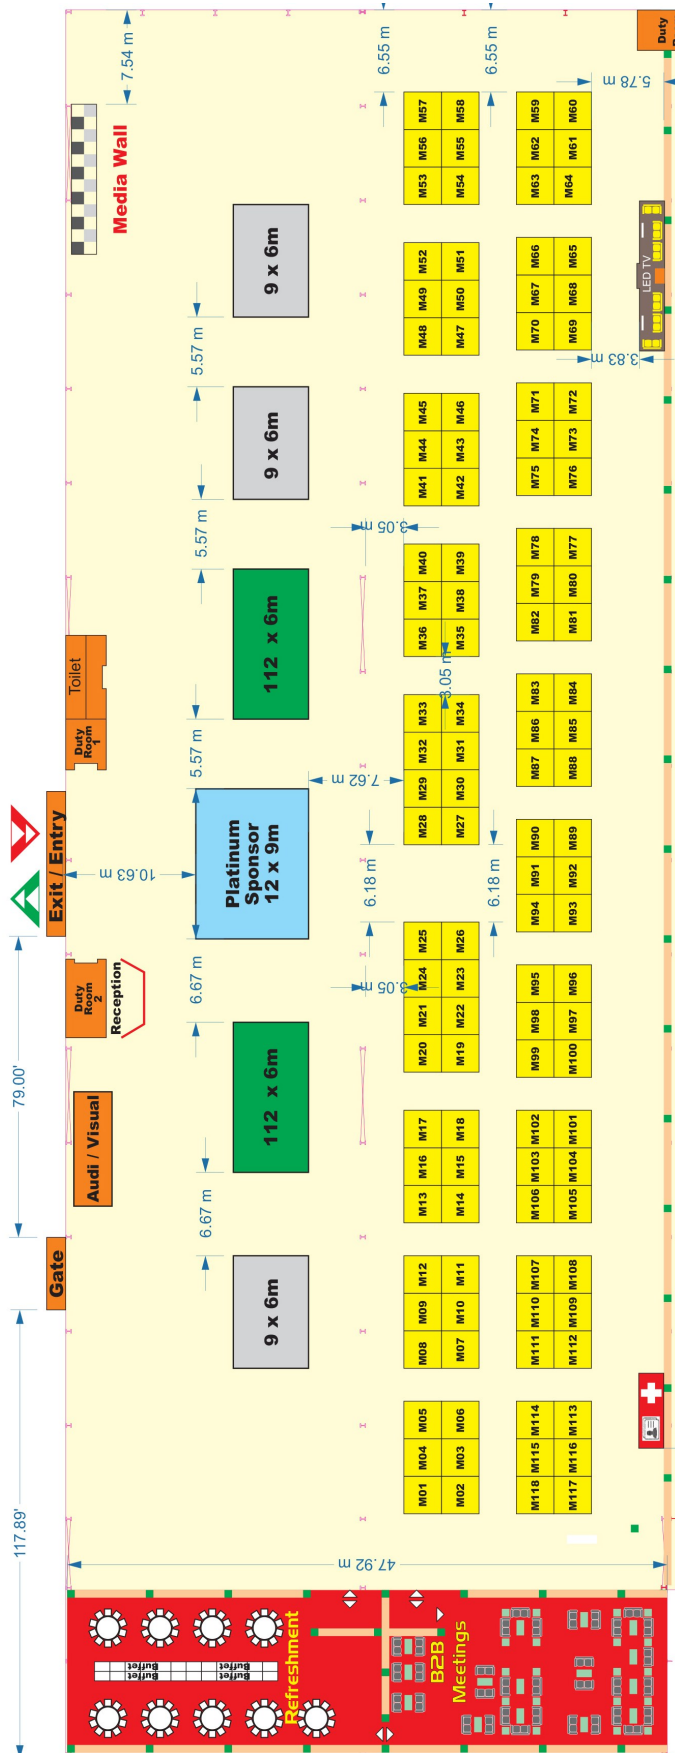 7.54 m
6.55 m
6.55 m
Duty
5.78 m
Media Wall
M57 M58
M56 M55
M53 M54
M59 M60
M62 M61
M63 M64
9 x 6m
LED TV
M52 M51
M49 M50
M48 M47
M66 M65
M67 M68
M70 M69
3.83 m
5.57 m
9 x 6m
M45 M46
M44 M43
M41 M42
M71 M72
M74 M73
M75 M76
5.57 m
3.05 m
M40 M39
M37 M38
M36 M35
M78 M77
M79 M80
M82 M81
112 x 6m
Toilet
Duty
Room
1
3.05 m
5.57 m
M33 M34
M32 M31
M29 M30
M28 M27
M83 M84
M86 M85
M87 M88
7.62 m
Exit / Entry
10.63 m
Platinum
Sponsor
12 x 9m
6.18 m
6.18 m
M90 M89
M91 M92
M94 M93
Duty
Room
2
Reception
6.67 m
3.05 m
M25 M26
M24 M23
M21 M22
M20 M19
M95 M96
M98 M97
M99 M100
79.00'
Audi / Visual
112 x 6m
M17 M18
M16 M15
M13 M14
M102 M101
M103 M104
M106 M105
6.67 m
Gate
9 x 6m
M12 M11
M09 M10
M08 M07
M107 M108
M110 M109
M111 M112
M05 M06
M04 M03
M01 M02
M114 M113
M115 M116
M118 M117
117.89'
47.92 m
Refreshment
Buffet
Buffet
Buffet
Buffet
B2B
Meetings